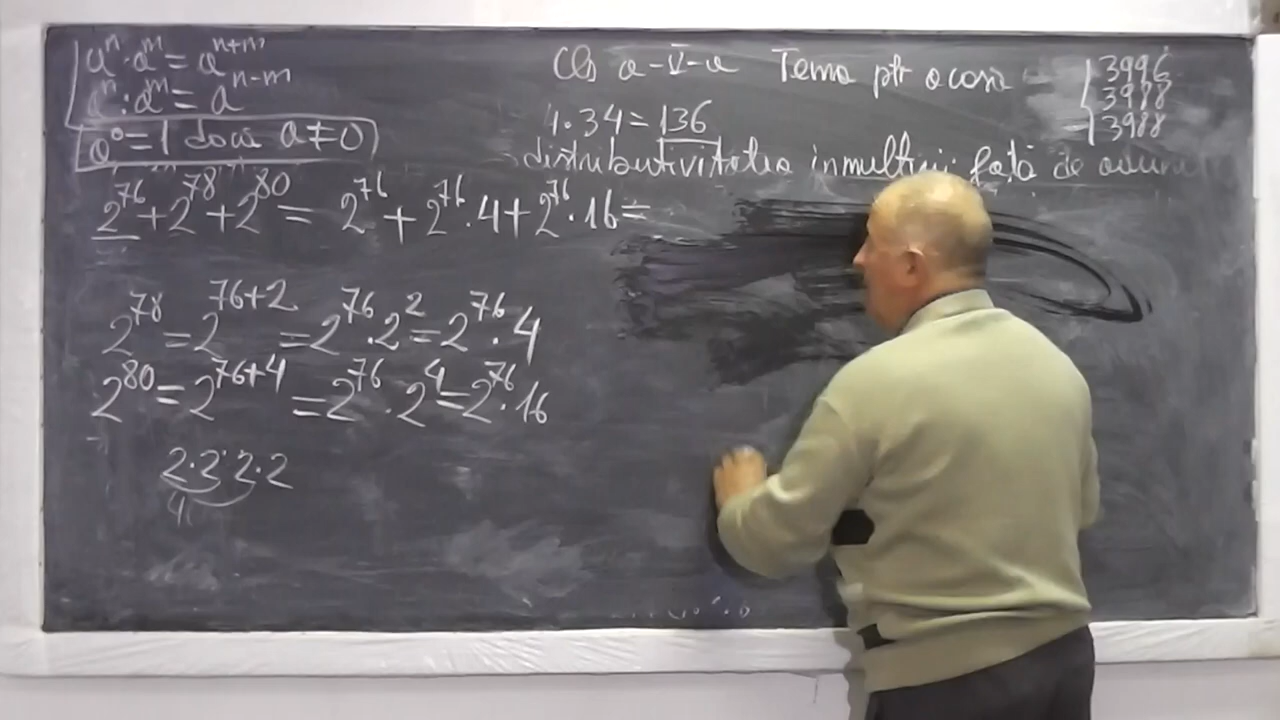 aⁿ · aᵐ = aⁿ⁺ᵐ
aⁿ : aᵐ = aⁿ⁻ᵐ
a⁰ = 1 dacă a ≠ 0
Cls a-V-a Tema ptr acasă
3996
3988
3988
4 · 34 = 136
distributivitatea inmulțirii față de
2⁷⁶ + 2⁷⁸ + 2⁸⁰ = 2⁷⁶ + 2⁷⁶ · 4 + 2⁷⁶ · 16 =
2⁷⁸ = 2⁷⁶⁺² = 2⁷⁶ · 2² = 2⁷⁶ · 4
2⁸⁰ = 2⁷⁶⁺⁴ = 2⁷⁶ · 2⁴ = 2⁷⁶ · 16
2 · 2 · 2 · 2
4